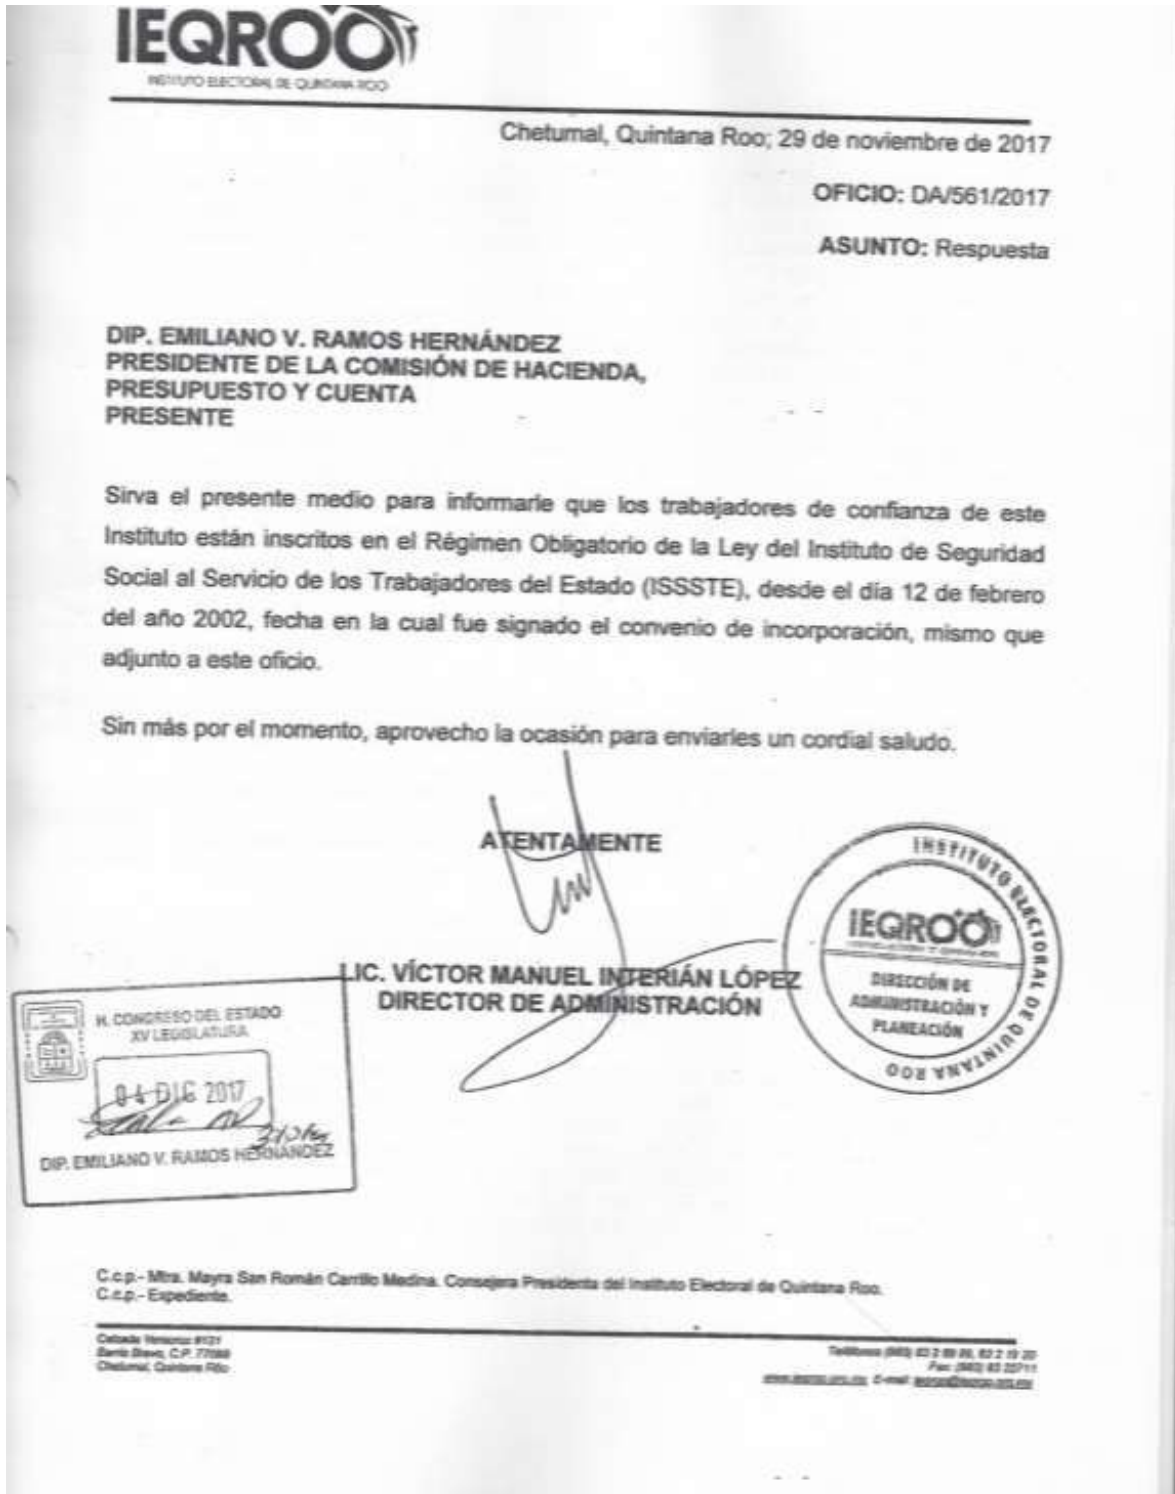 IEQROO
INSTITUTO ELECTORAL DE QUINTANA ROO
Chetumal, Quintana Roo; 29 de noviembre de 2017
OFICIO: DA/561/2017
ASUNTO: Respuesta
DIP. EMILIANO V. RAMOS HERNÁNDEZ
PRESIDENTE DE LA COMISIÓN DE HACIENDA,
PRESUPUESTO Y CUENTA
PRESENTE
Sirva el presente medio para informarle que los trabajadores de confianza de este
Instituto están inscritos en el Régimen Obligatorio de la Ley del Instituto de Seguridad
Social al Servicio de los Trabajadores del Estado (ISSSTE), desde el día 12 de febrero
del año 2002, fecha en la cual fue signado el convenio de incorporación, mismo que
adjunto a este oficio.
Sin más por el momento, aprovecho la ocasión para enviarles un cordial saludo.
ATENTAMENTE
LIC. VÍCTOR MANUEL INTERIÁN LÓPEZ
DIRECTOR DE ADMINISTRACIÓN
INSTITUTO ELECTORAL DE QUINTANA ROO
IEQROO
DIRECCIÓN DE
ADMINISTRACIÓN Y
PLANEACIÓN
H. CONGRESO DEL ESTADO
XV LEGISLATURA
04 DIC 2017
DIP. EMILIANO V. RAMOS HERNÁNDEZ
C.c.p.- Mtra. Mayra San Román Carrillo Medina. Consejera Presidenta del Instituto Electoral de Quintana Roo.
C.c.p.- Expediente.
Calzada Veracruz #121
Barrio Bravo, C.P. 77098
Chetumal, Quintana Roo
Teléfonos (983)
Fax: (983)
E-mail: